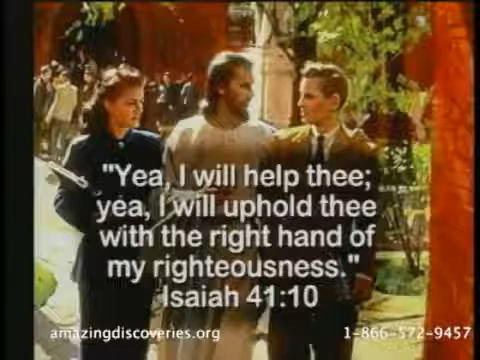 "Yea, I will help thee;
yea, I will uphold thee
with the right hand of
my righteousness."
Isaiah 41:10
amazingdiscoveries.org 1-866-572-9457